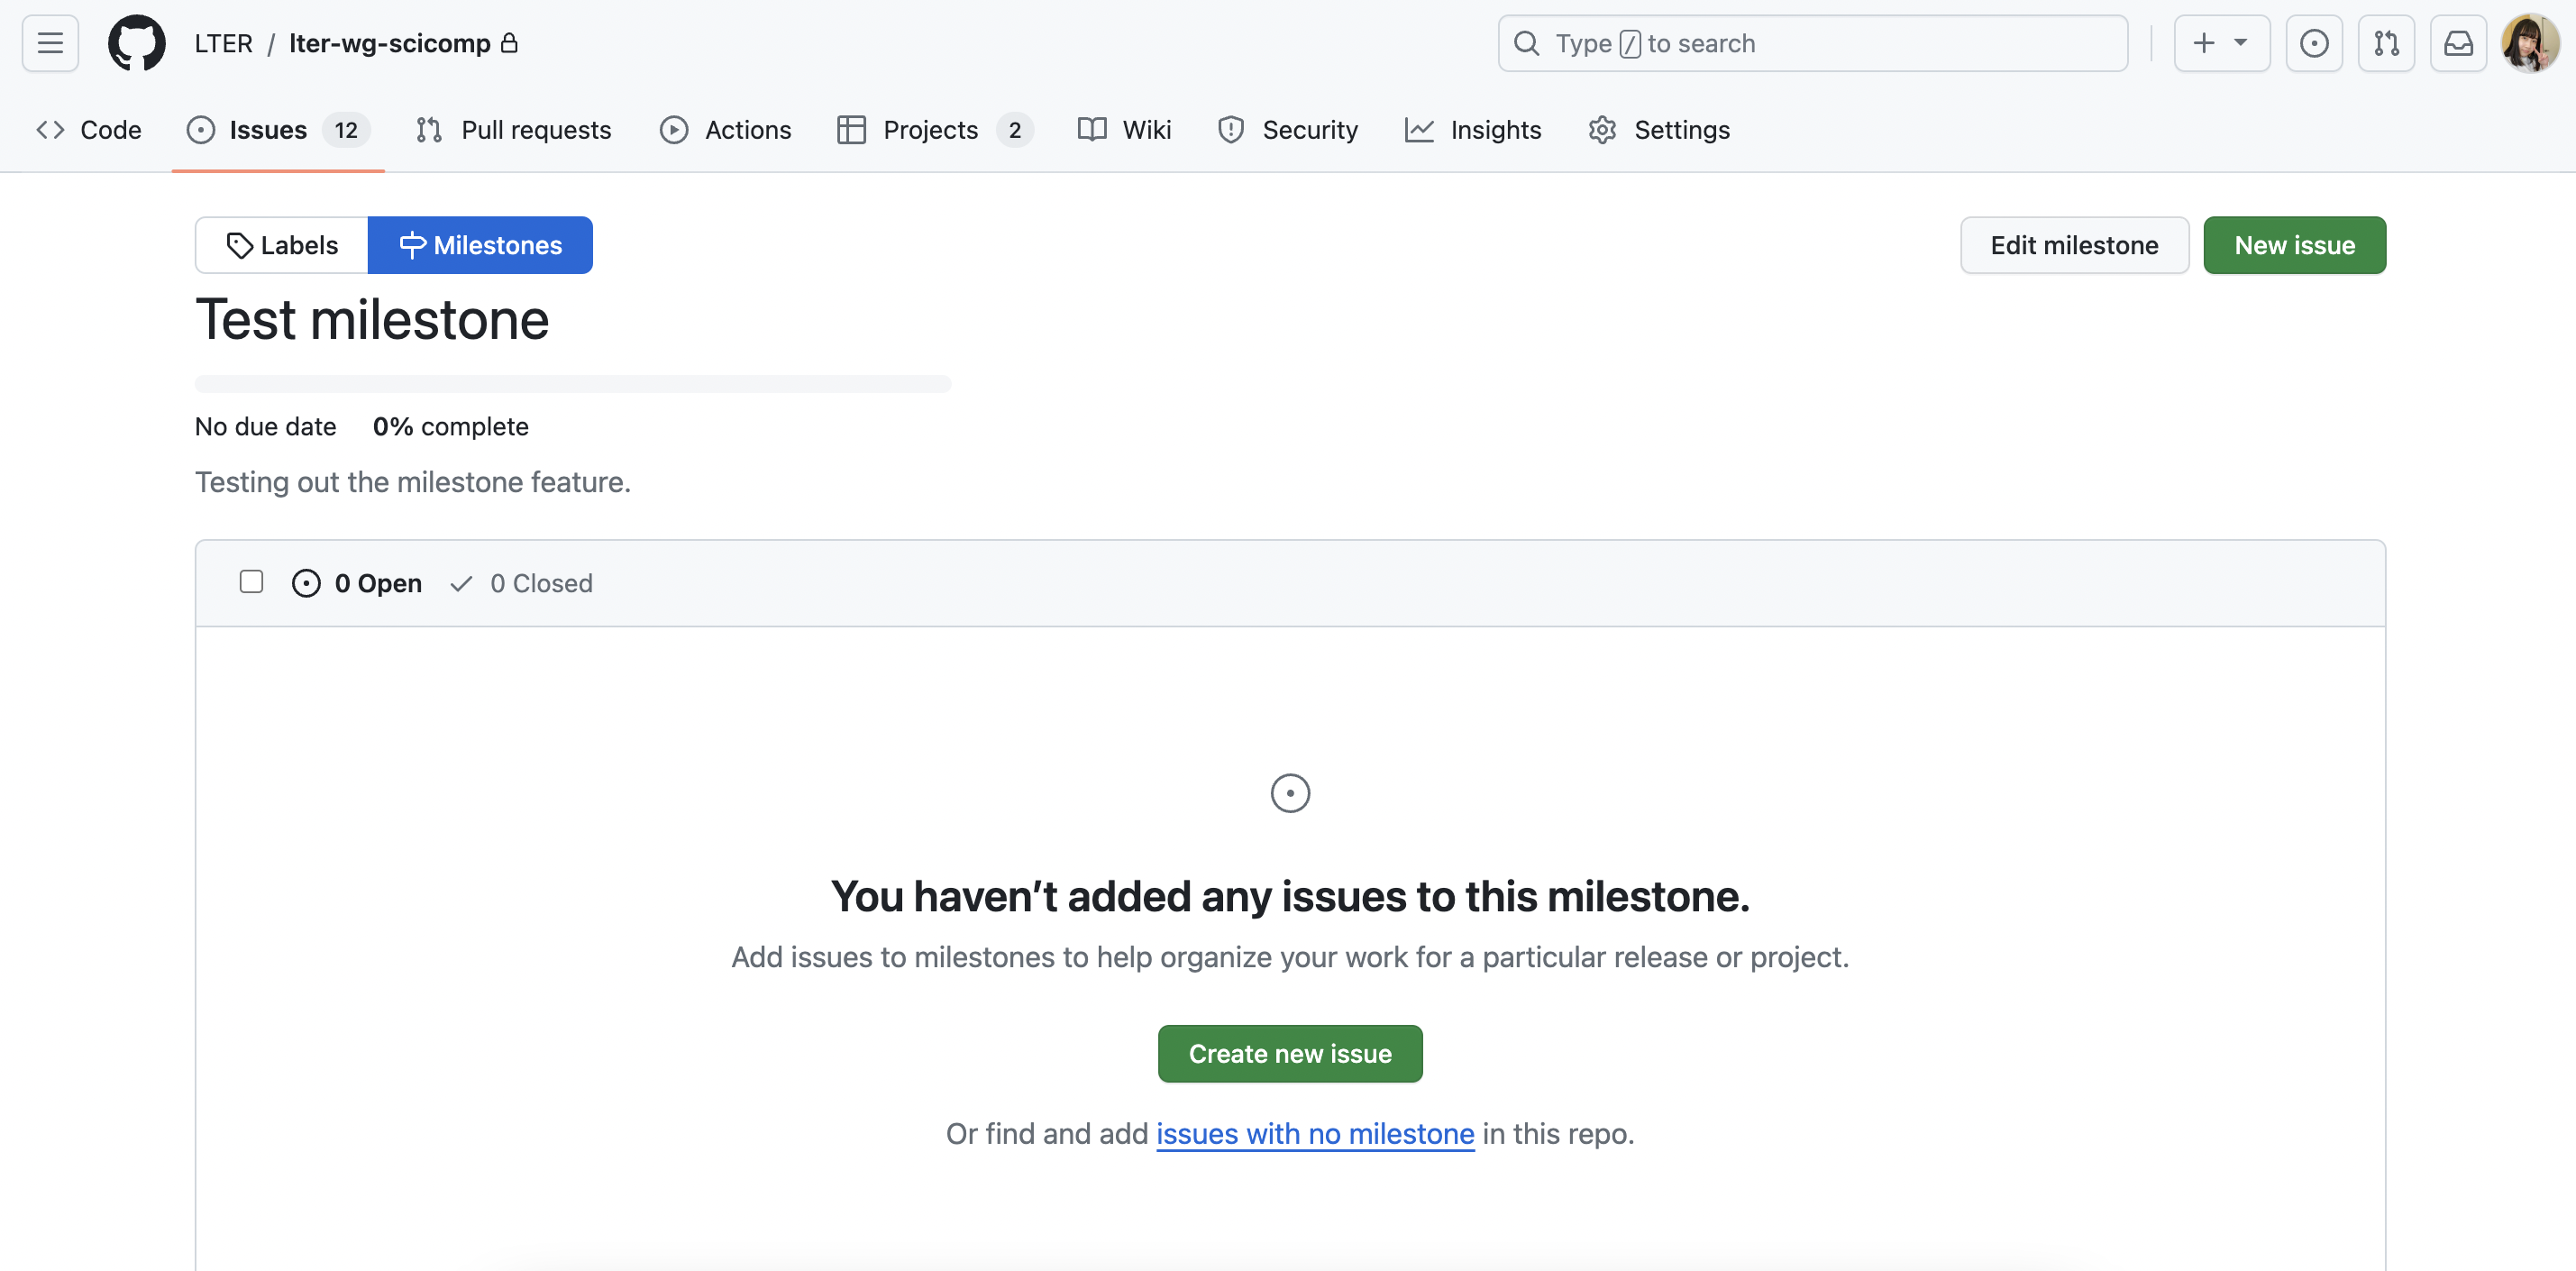 LTER / lter-wg-scicomp
Type / to search
Code
Issues 12
Pull requests
Actions
Projects 2
Wiki
Security
Insights
Settings
Labels
Milestones
Edit milestone
New issue
Test milestone
No due date 0% complete
Testing out the milestone feature.
0 Open 0 Closed
You haven’t added any issues to this milestone.
Add issues to milestones to help organize your work for a particular release or project.
Create new issue
Or find and add issues with no milestone in this repo.